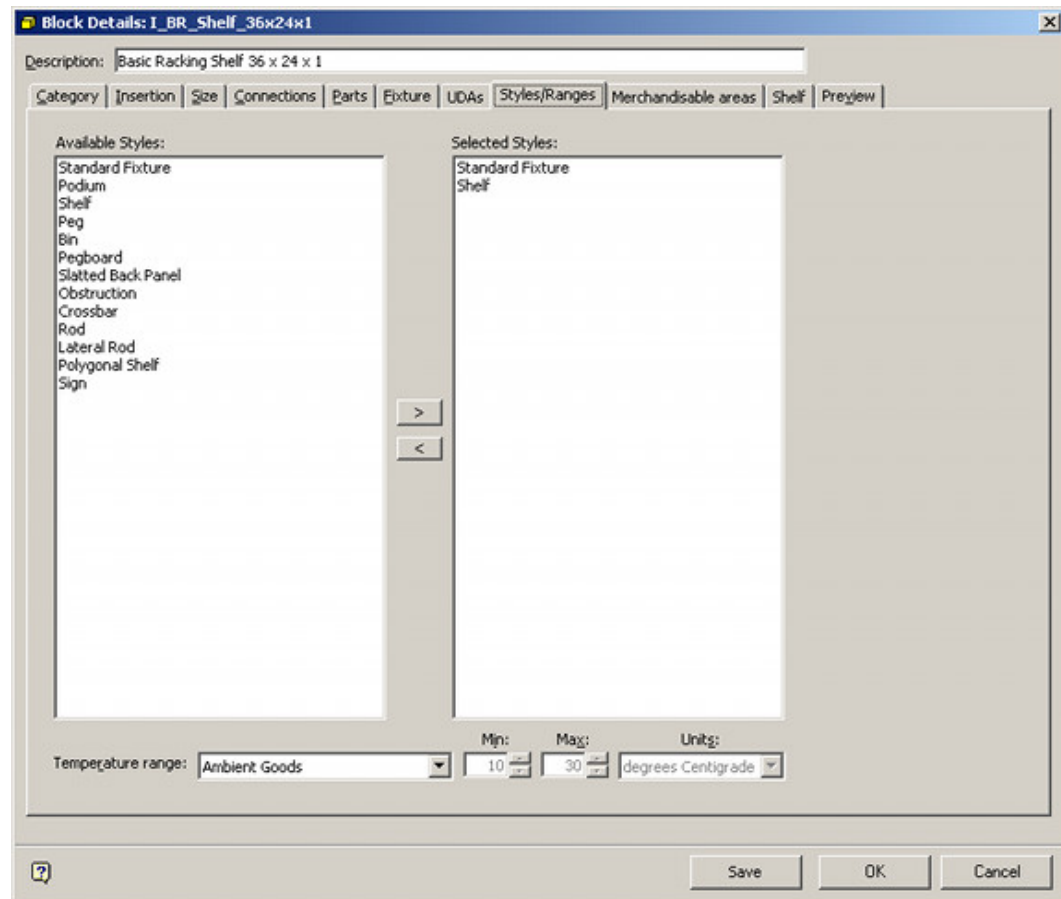 Block Details: I_BR_Shelf_36x24x1
Description: Basic Racking Shelf 36 x 24 x 1
Category Insertion Size Connections Parts Fixture UDAs Styles/Ranges Merchandisable areas Shelf Preview
Available Styles: Selected Styles:
Standard Fixture Standard Fixture
Podium Shelf
Shelf
Peg
Bin
Pegboard
Slatted Back Panel
Obstruction
Crossbar
Rod
Lateral Rod
Polygonal Shelf
Sign
>
<
Min: Max: Units:
Temperature range: Ambient Goods 10 30 degrees Centigrade
? Save OK Cancel